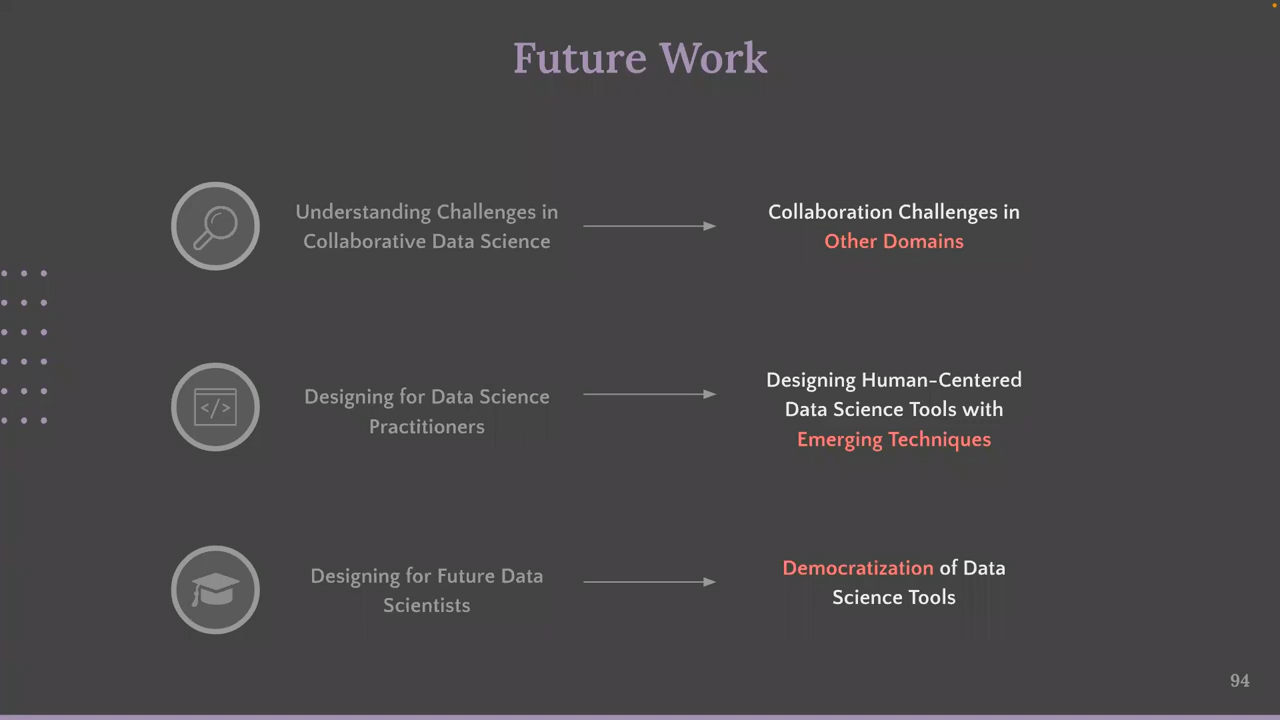 Future Work
Understanding Challenges in
Collaborative Data Science
Collaboration Challenges in
Other Domains
</>
Designing for Data Science
Practitioners
Designing Human-Centered
Data Science Tools with
Emerging Techniques
Designing for Future Data
Scientists
Democratization of Data
Science Tools
94